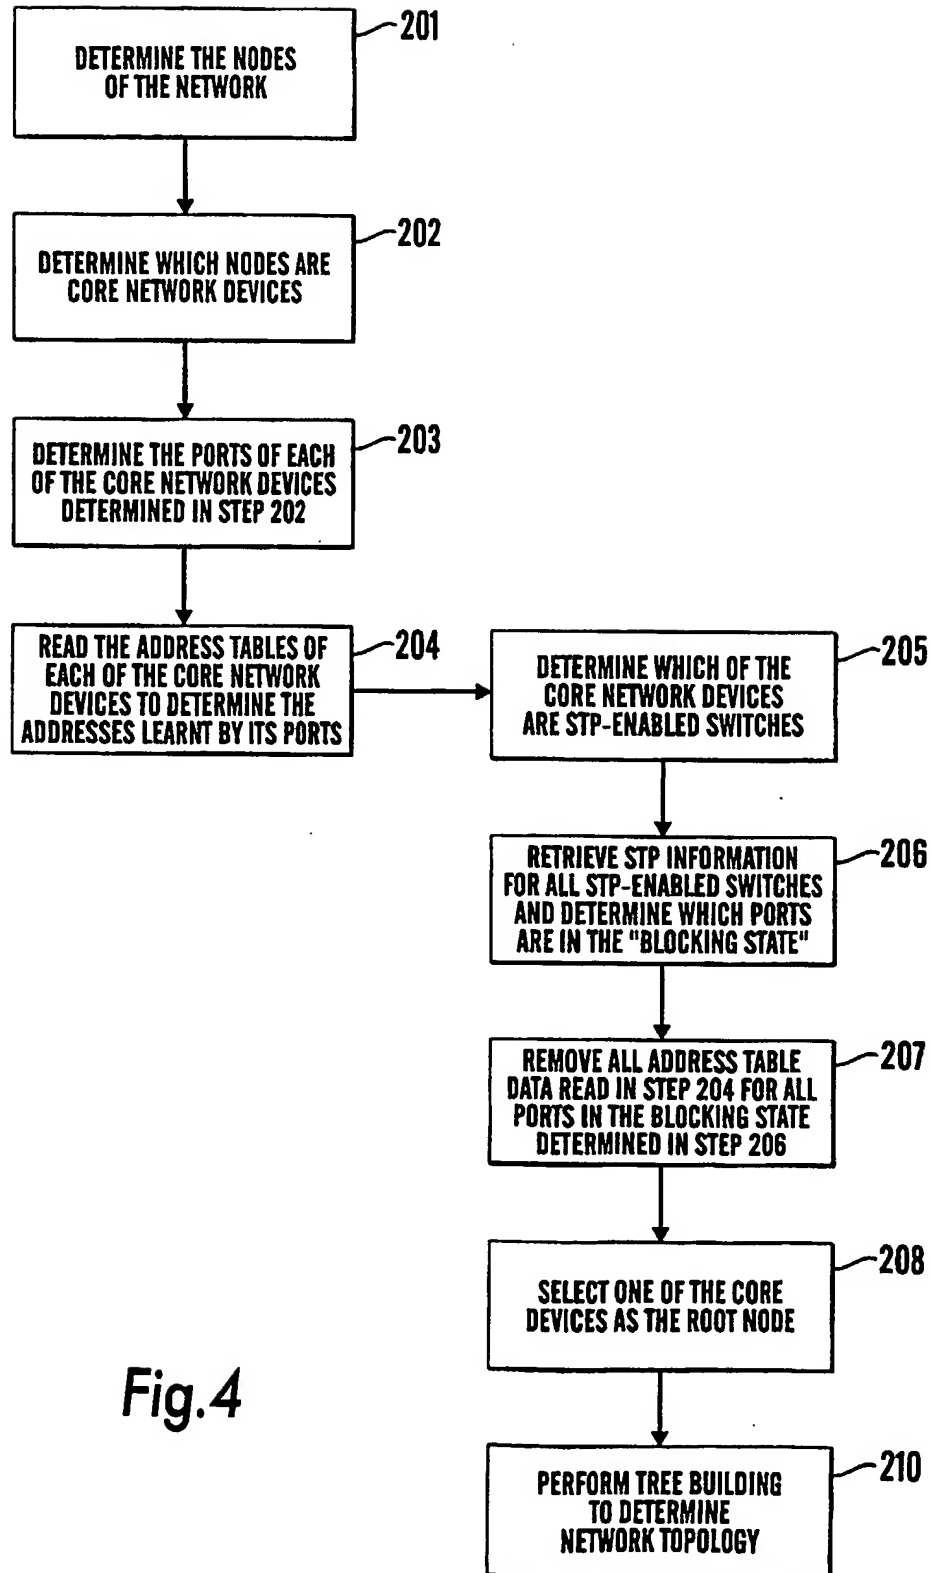 201
DETERMINE THE NODES
OF THE NETWORK
202
DETERMINE WHICH NODES ARE
CORE NETWORK DEVICES
203
DETERMINE THE PORTS OF EACH
OF THE CORE NETWORK DEVICES
DETERMINED IN STEP 202
204
READ THE ADDRESS TABLES OF
EACH OF THE CORE NETWORK
DEVICES TO DETERMINE THE
ADDRESSES LEARNT BY ITS PORTS
205
DETERMINE WHICH OF THE
CORE NETWORK DEVICES
ARE STP-ENABLED SWITCHES
206
RETRIEVE STP INFORMATION
FOR ALL STP-ENABLED SWITCHES
AND DETERMINE WHICH PORTS
ARE IN THE "BLOCKING STATE"
207
REMOVE ALL ADDRESS TABLE
DATA READ IN STEP 204 FOR ALL
PORTS IN THE BLOCKING STATE
DETERMINED IN STEP 206
208
SELECT ONE OF THE CORE
DEVICES AS THE ROOT NODE
210
PERFORM TREE BUILDING
TO DETERMINE
NETWORK TOPOLOGY
Fig.4